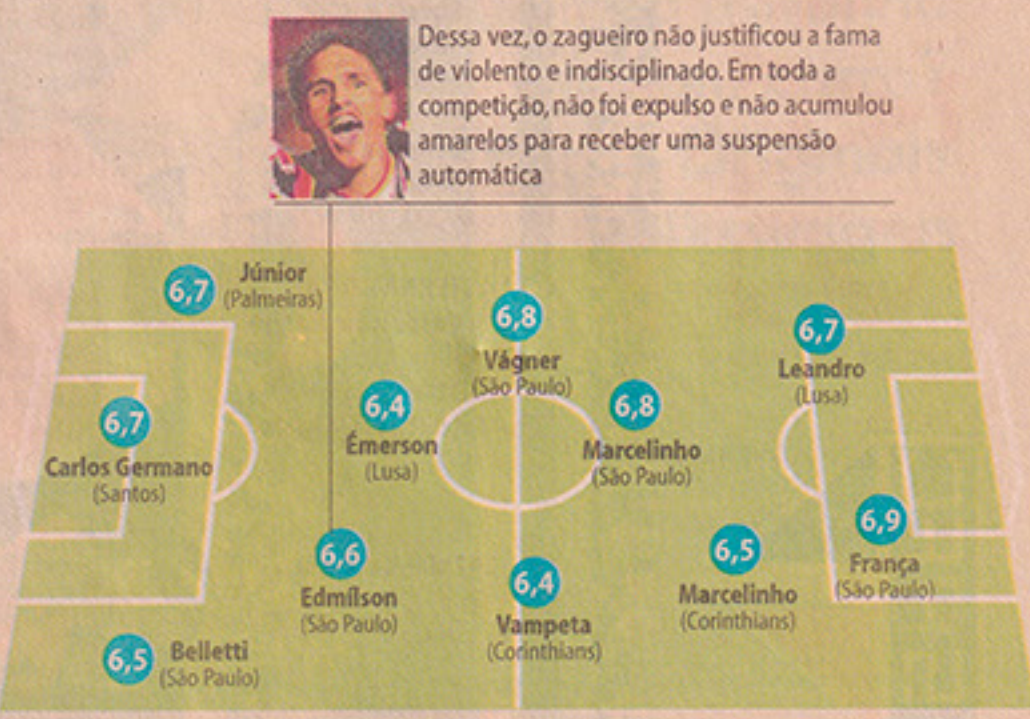 Dessa vez, o zagueiro não justificou a fama
de violento e indisciplinado. Em toda a
competição, não foi expulso e não acumulou
amarelos para receber uma suspensão
automática
6,7
Júnior
(Palmeiras)
6,8
Vágner
(São Paulo)
6,7
Leandro
(Lusa)
6,7
Carlos Germano
(Santos)
6,4
Émerson
(Lusa)
6,8
Marcelinho
(São Paulo)
6,6
Edmílson
(São Paulo)
6,4
Vampeta
(Corinthians)
6,5
Marcelinho
(Corinthians)
6,9
França
(São Paulo)
6,5
Belletti
(São Paulo)